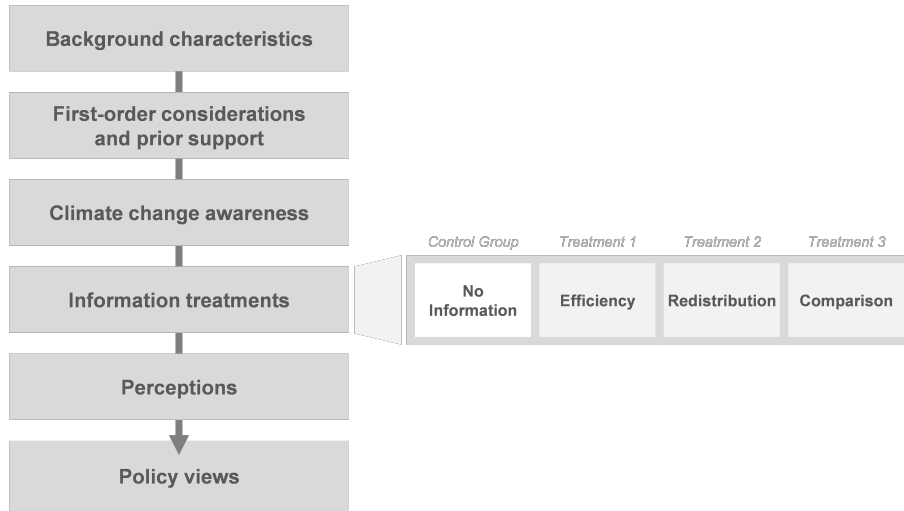 Background characteristics
First-order considerations
and prior support
Climate change awareness
Information treatments
Control Group
Treatment 1
Treatment 2
Treatment 3
No
Information
Efficiency
Redistribution
Comparison
Perceptions
Policy views